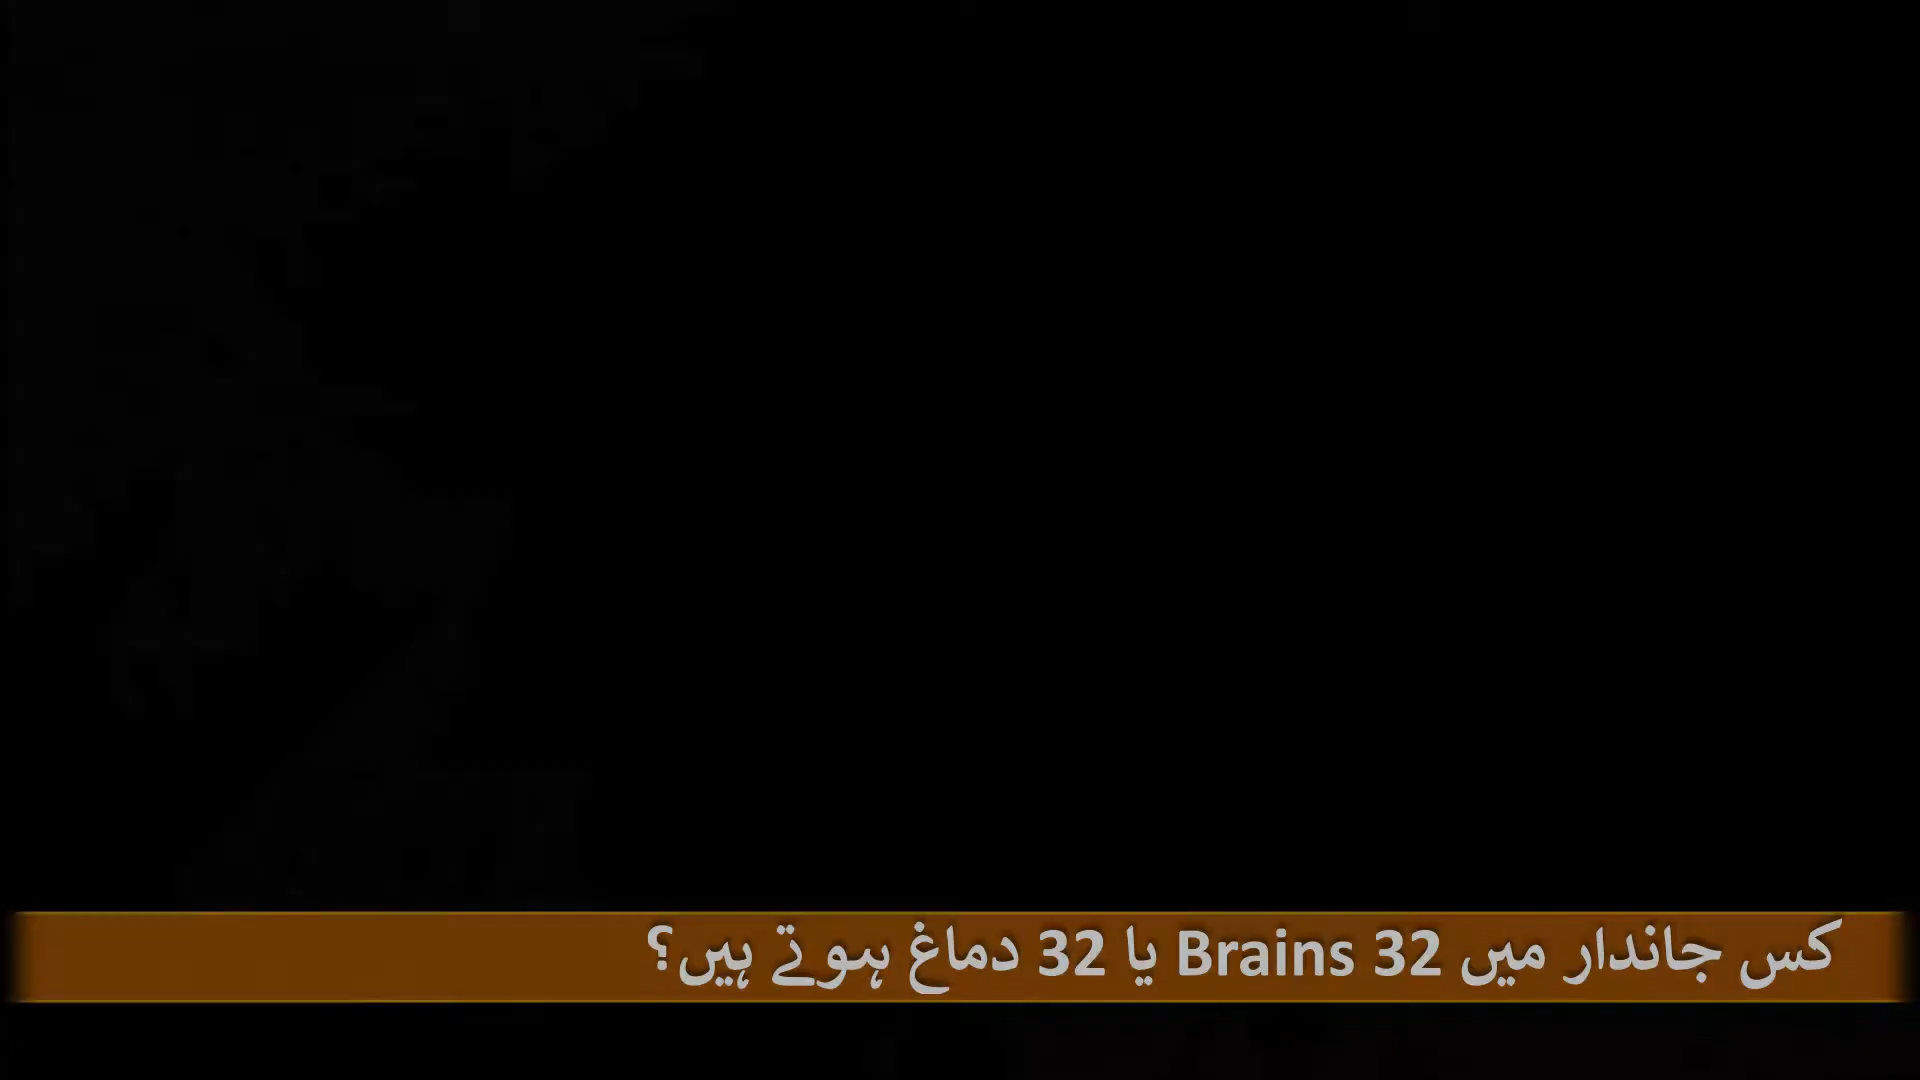 کس جاندار میں 32 Brains یا 32 دماغ ہوتے ہیں؟